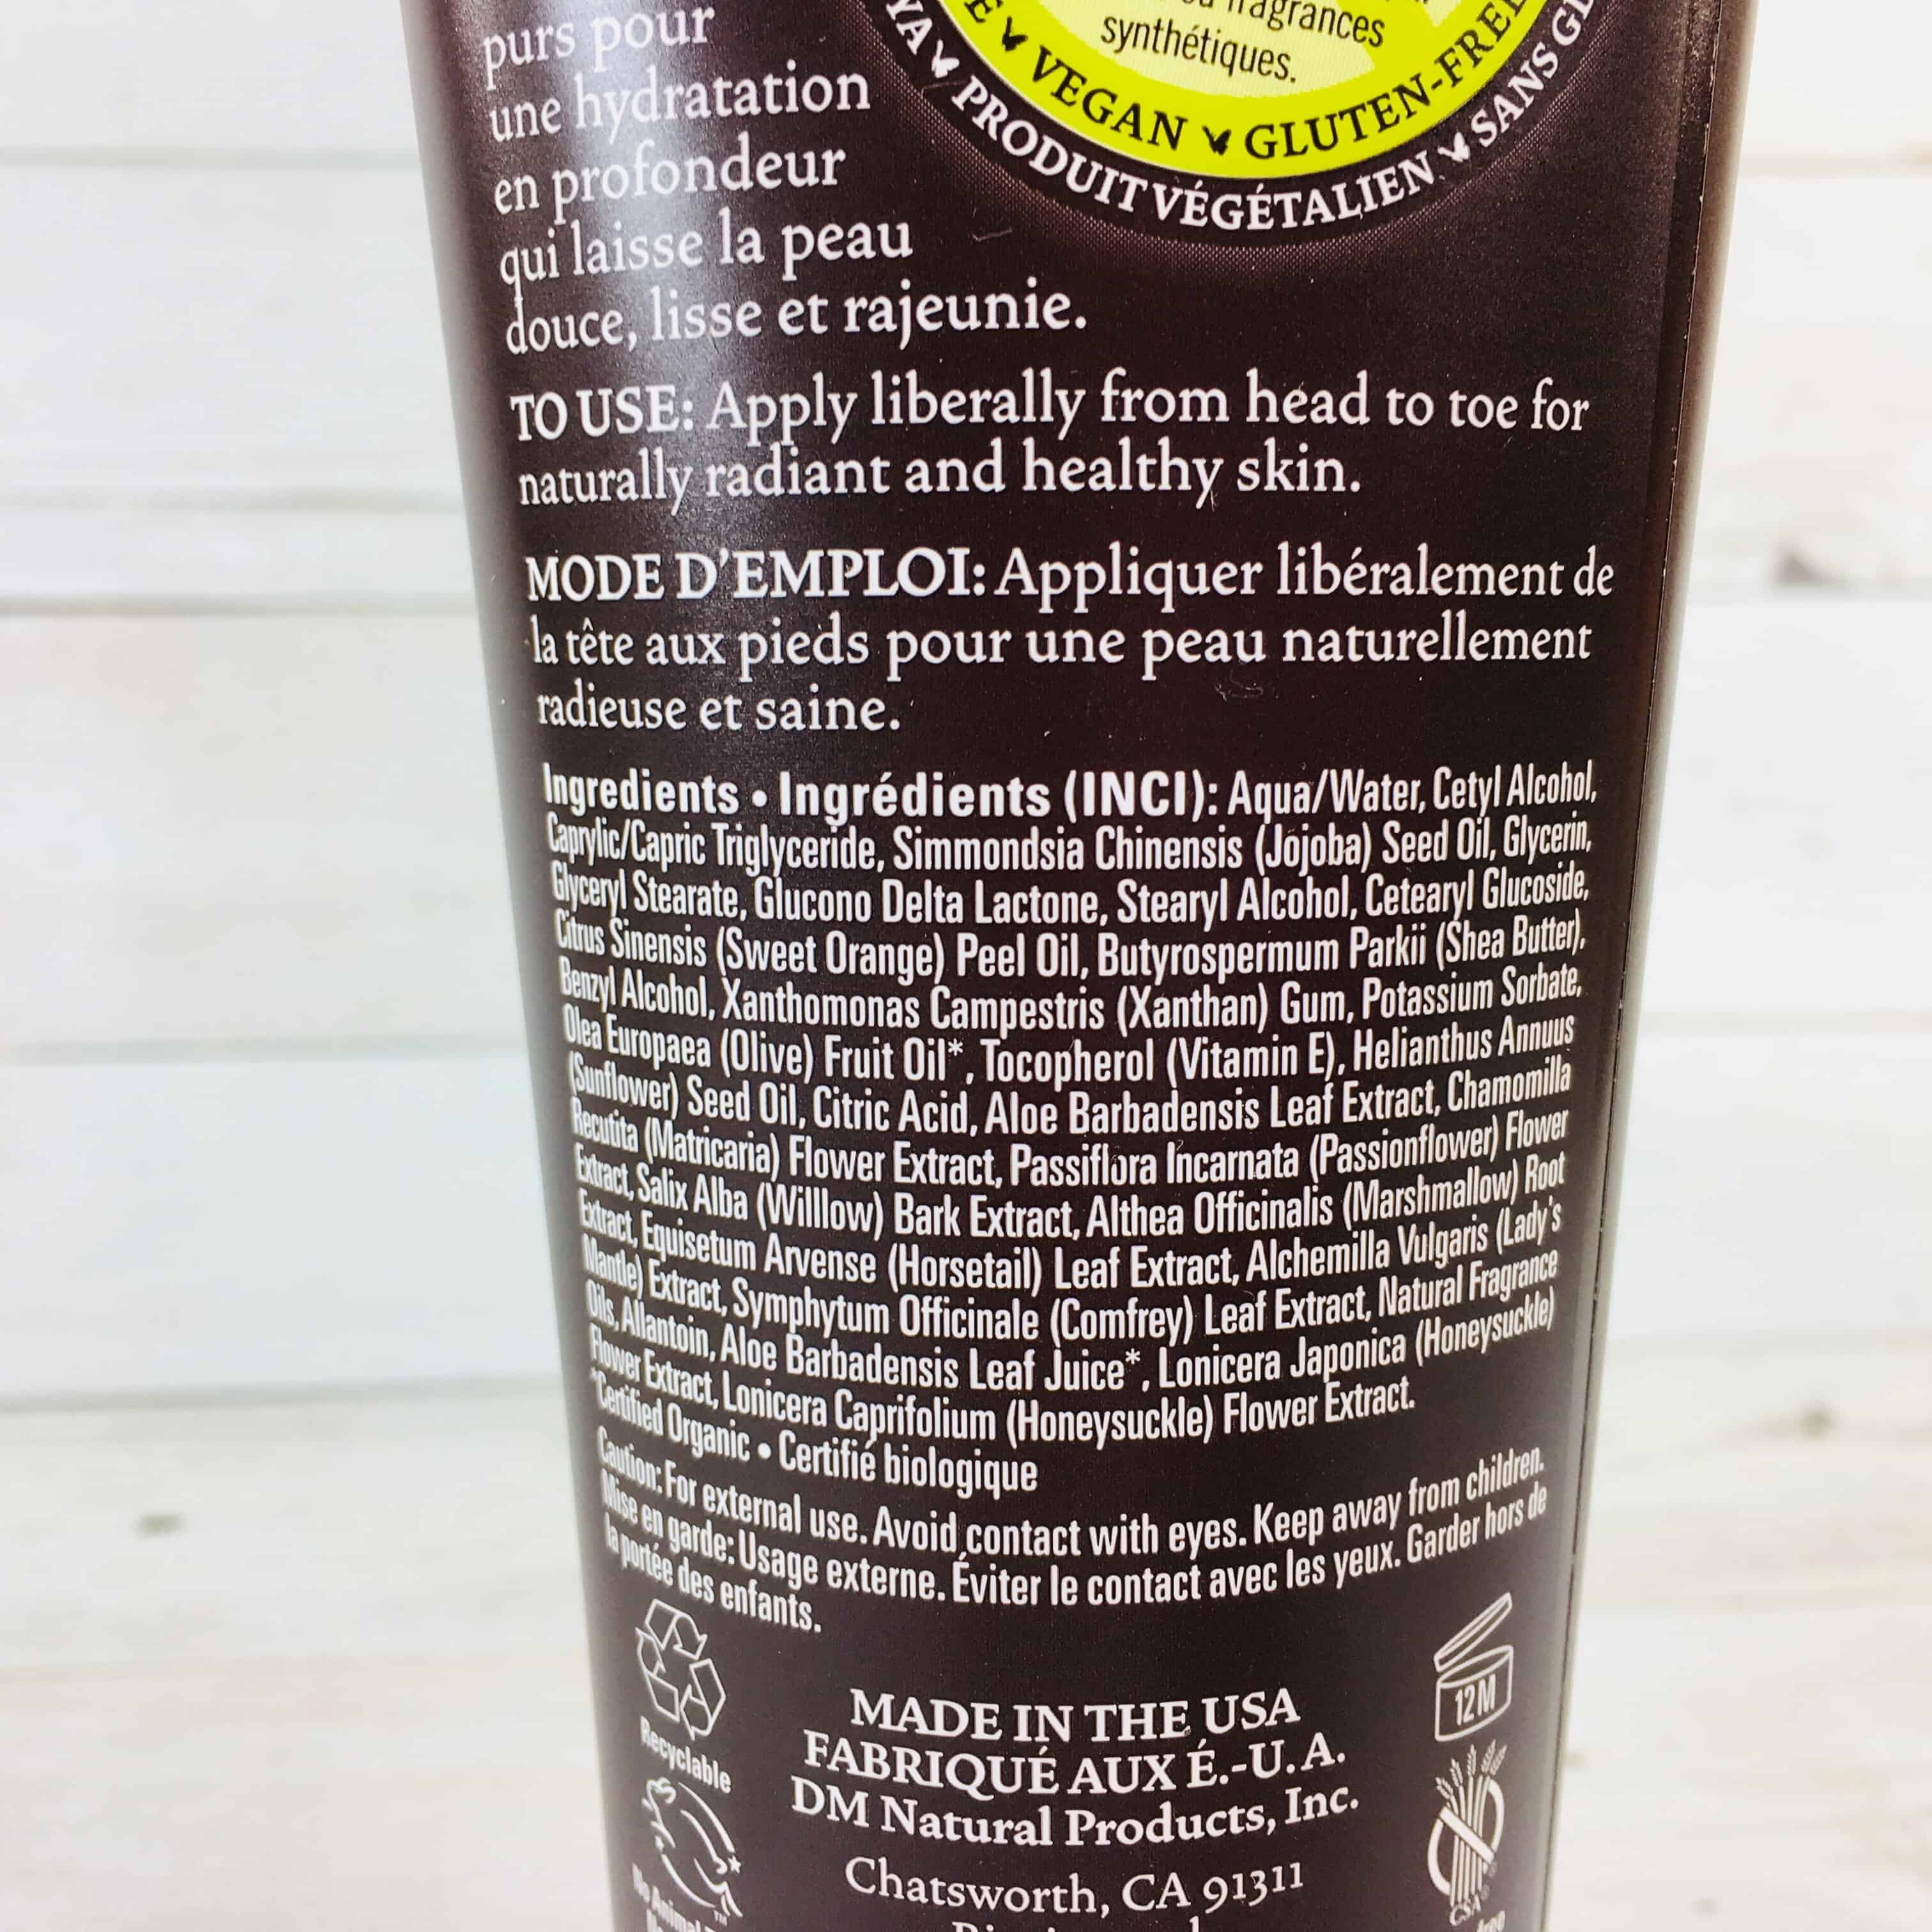 purs pour
une hydratation
en profondeur
qui laisse la peau
douce, lisse et rajeunie.
fragrances
synthétiques.
E VEGAN GLUTEN-FREE
YA PRODUIT VÉGÉTALIEN SANS GL
TO USE: Apply liberally from head to toe for
naturally radiant and healthy skin.
MODE D'EMPLOI: Appliquer libéralement de
la tête aux pieds pour une peau naturellement
radieuse et saine.
Ingredients • Ingrédients (INCI): Aqua/Water, Cetyl Alcohol,
Caprylic/Capric Triglyceride, Simmondsia Chinensis (Jojoba) Seed Oil, Glycerin,
Glyceryl Stearate, Glucono Delta Lactone, Stearyl Alcohol, Cetearyl Glucoside,
Citrus Sinensis (Sweet Orange) Peel Oil, Butyrospermum Parkii (Shea Butter),
Benzyl Alcohol, Xanthomonas Campestris (Xanthan) Gum, Potassium Sorbate,
Olea Europaea (Olive) Fruit Oil*, Tocopherol (Vitamin E), Helianthus Annuus
(Sunflower) Seed Oil, Citric Acid, Aloe Barbadensis Leaf Extract, Chamomilla
Recutita (Matricaria) Flower Extract, Passiflora Incarnata (Passionflower) Flower
Extract, Salix Alba (Willlow) Bark Extract, Althea Officinalis (Marshmallow) Root
Extract, Equisetum Arvense (Horsetail) Leaf Extract, Alchemilla Vulgaris (Lady's
Mantle) Extract, Symphytum Officinale (Comfrey) Leaf Extract, Natural Fragrance
Oils, Allantoin, Aloe Barbadensis Leaf Juice*, Lonicera Japonica (Honeysuckle)
Flower Extract, Lonicera Caprifolium (Honeysuckle) Flower Extract.
*Certified Organic • Certifié biologique
Caution: For external use. Avoid contact with eyes. Keep away from children.
Mise en garde: Usage externe. Éviter le contact avec les yeux. Garder hors de
la portée des enfants.
Recyclable
12M
MADE IN THE USA
FABRIQUÉ AUX É.-U.A.
DM Natural Products, Inc.
Chatsworth, CA 91311
No Animal
TM
CSA